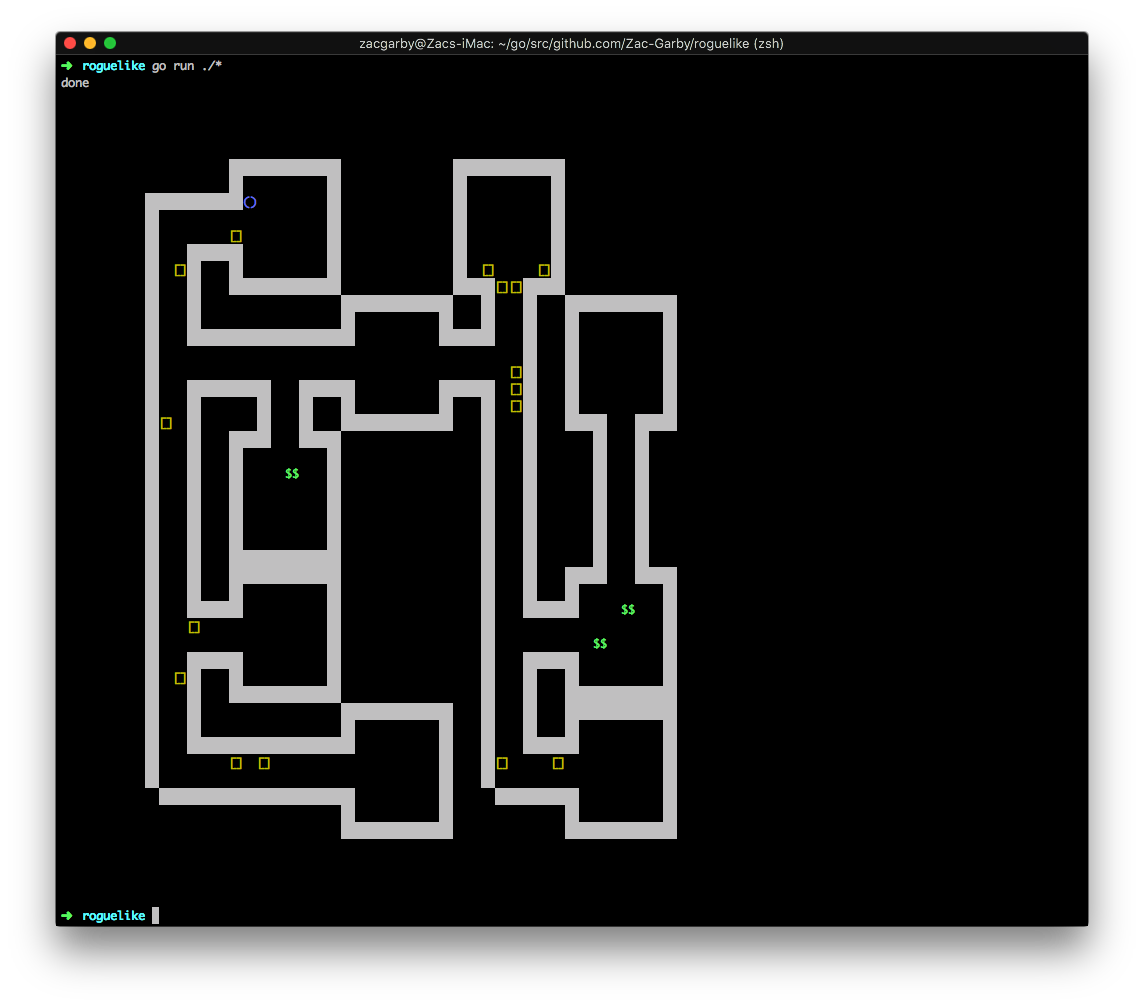 zacgarby@Zacs-iMac: ~/go/src/github.com/Zac-Garby/roguelike (zsh)
➜ roguelike go run ./*
done
()
$$
$$
$$
➜ roguelike